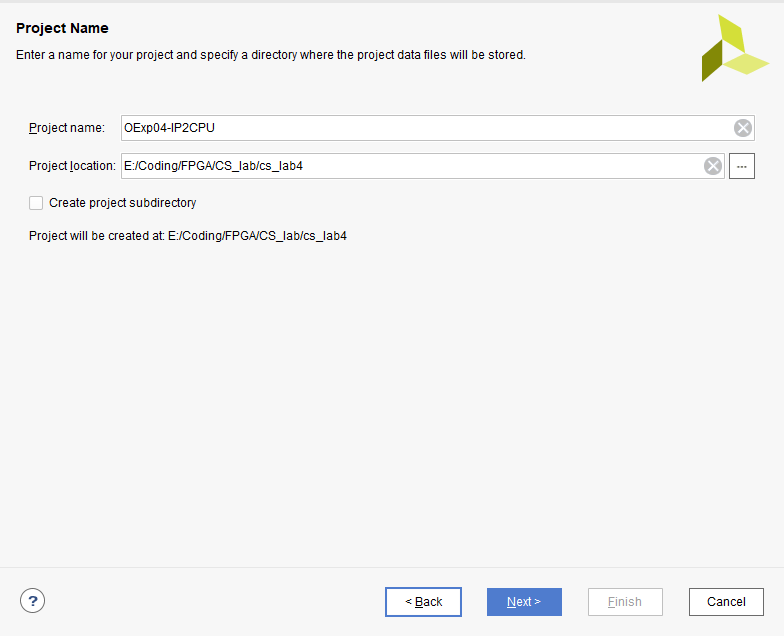 Project Name
Enter a name for your project and specify a directory where the project data files will be stored.
Project name: OExp04-IP2CPU
Project location: E:/Coding/FPGA/CS_lab/cs_lab4 ...
Create project subdirectory
Project will be created at: E:/Coding/FPGA/CS_lab/cs_lab4
? < Back Next > Finish Cancel